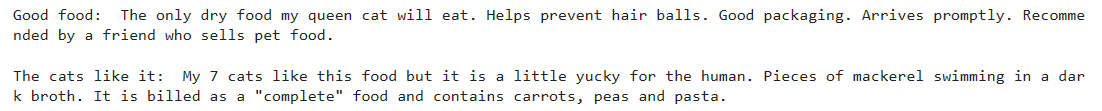 Good food:  The only dry food my queen cat will eat. Helps prevent hair balls. Good packaging. Arrives promptly. Recomme
nded by a friend who sells pet food.

The cats like it:  My 7 cats like this food but it is a little yucky for the human. Pieces of mackerel swimming in a dar
k broth. It is billed as a "complete" food and contains carrots, peas and pasta.